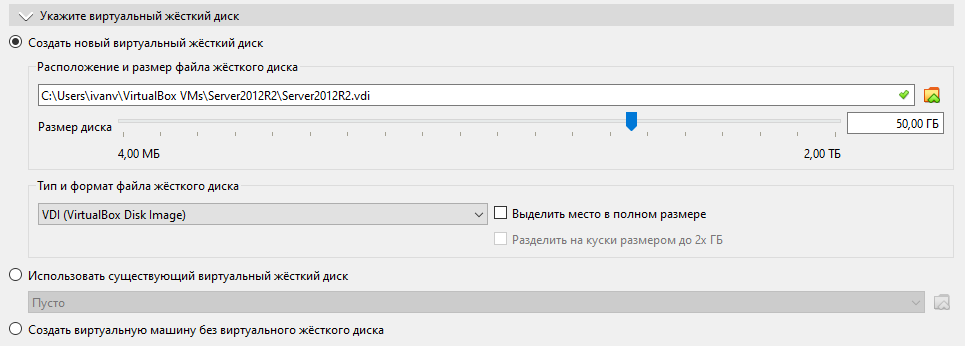 Укажите виртуальный жёсткий диск
Создать новый виртуальный жёсткий диск
Расположение и размер файла жёсткого диска
C:\Users\ivanv\VirtualBox VMs\Server2012R2\Server2012R2.vdi
Размер диска
50,00 ГБ
4,00 МБ
2,00 ТБ
Тип и формат файла жёсткого диска
VDI (VirtualBox Disk Image)
Выделить место в полном размере
Разделить на куски размером до 2х ГБ
Использовать существующий виртуальный жёсткий диск
Пусто
Создать виртуальную машину без виртуального жёсткого диска